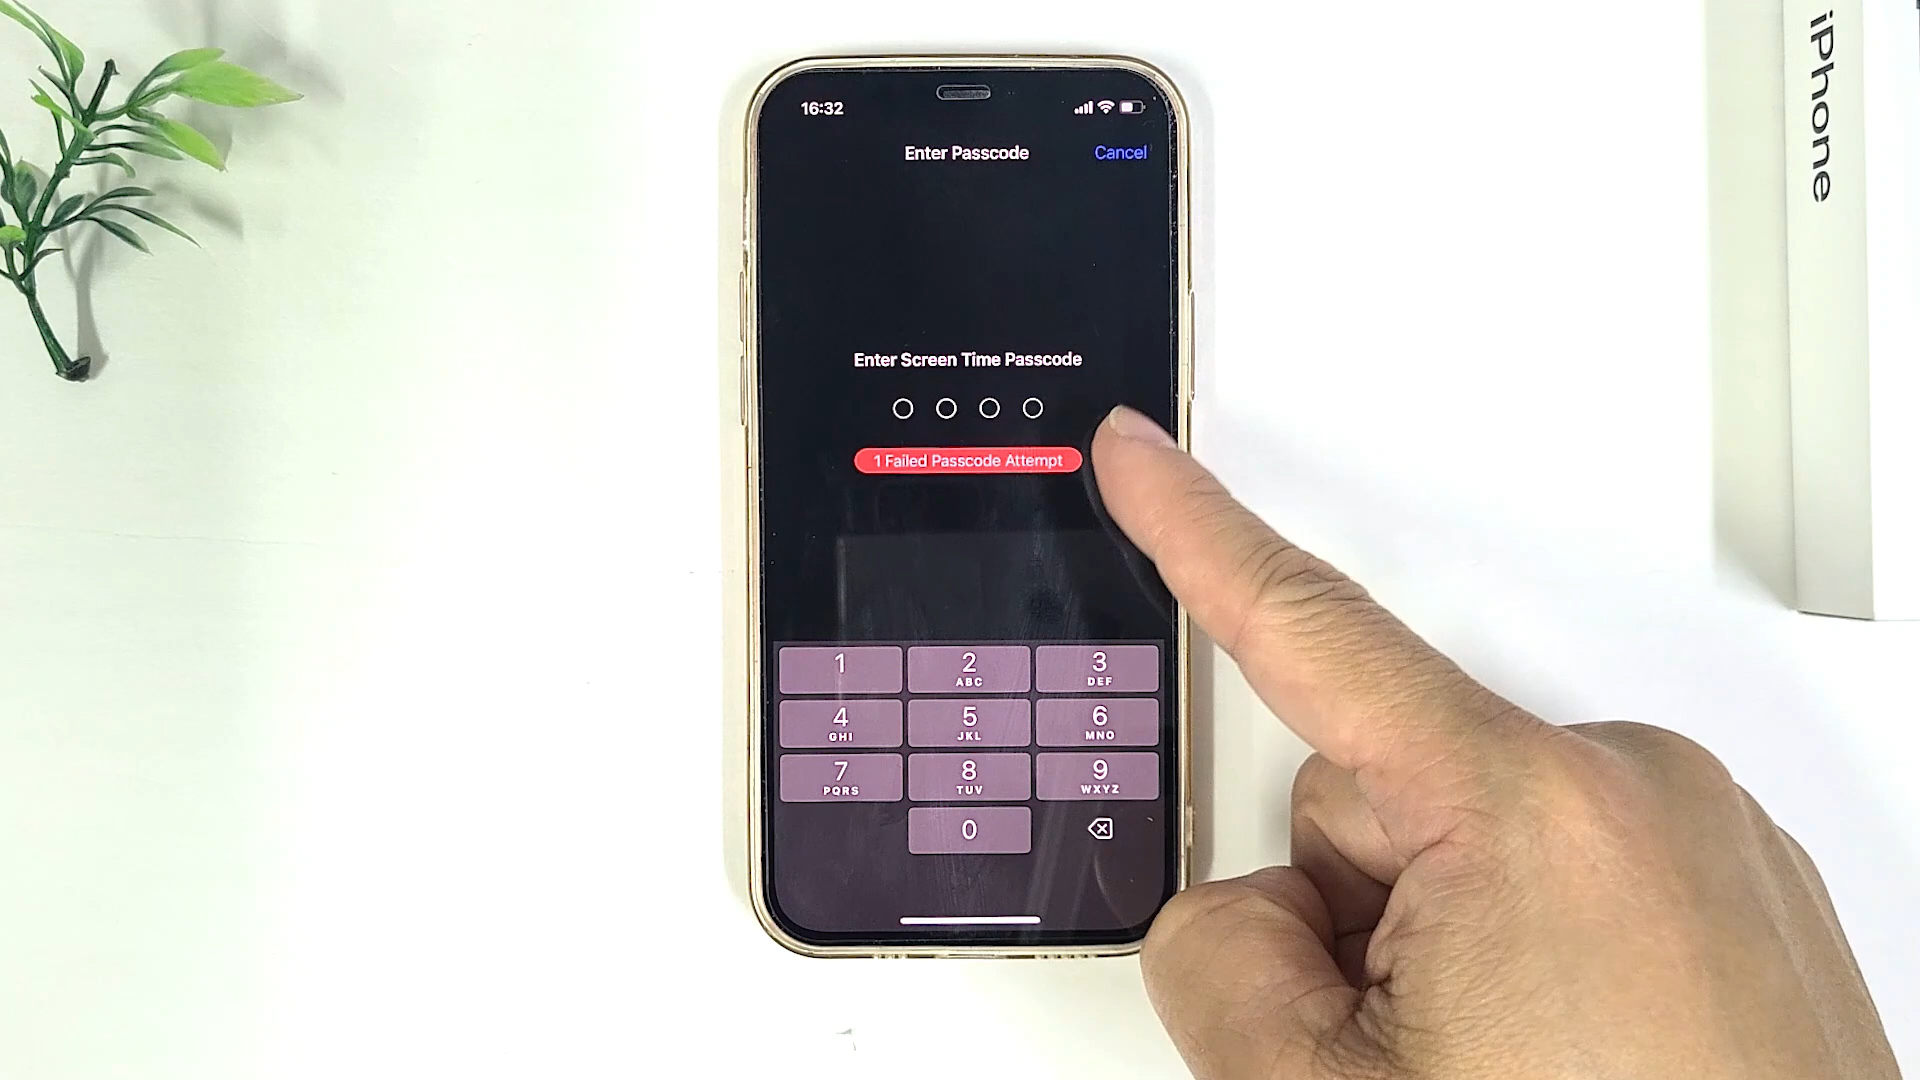 16:32
Enter Passcode
Cancel
Enter Screen Time Passcode
1 Failed Passcode Attempt
1
2
ABC
3
DEF
4
GHI
5
JKL
6
MNO
7
PQRS
8
TUV
9
WXYZ
0
iPhone